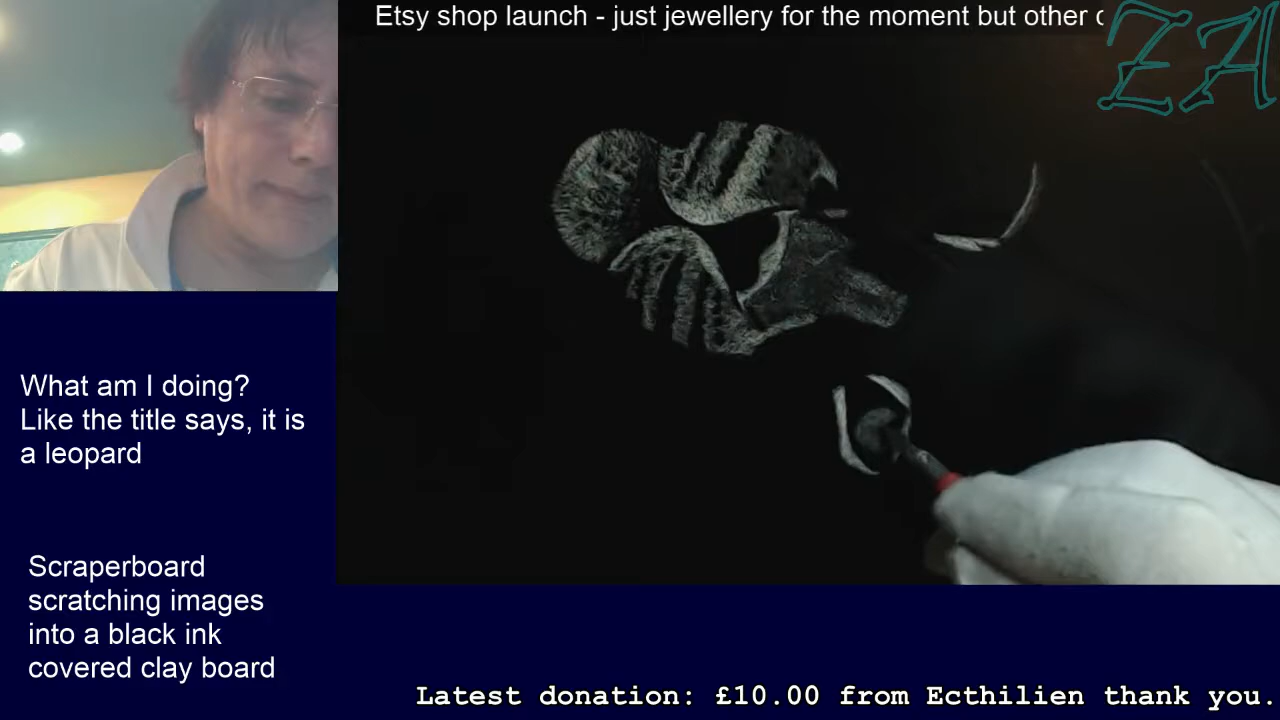 Etsy shop launch - just jewellery for the moment but other
ZA
What am I doing?
Like the title says, it is
a leopard
Scraperboard
scratching images
into a black ink
covered clay board
Latest donation: £10.00 from Ecthilien thank you.